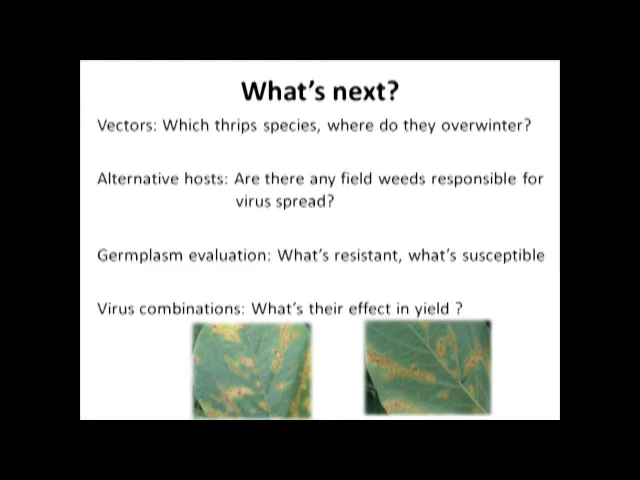 What's next?
Vectors: Which thrips species, where do they overwinter?
Alternative hosts: Are there any field weeds responsible for
virus spread?
Germplasm evaluation: What's resistant, what's susceptible
Virus combinations: What's their effect in yield ?